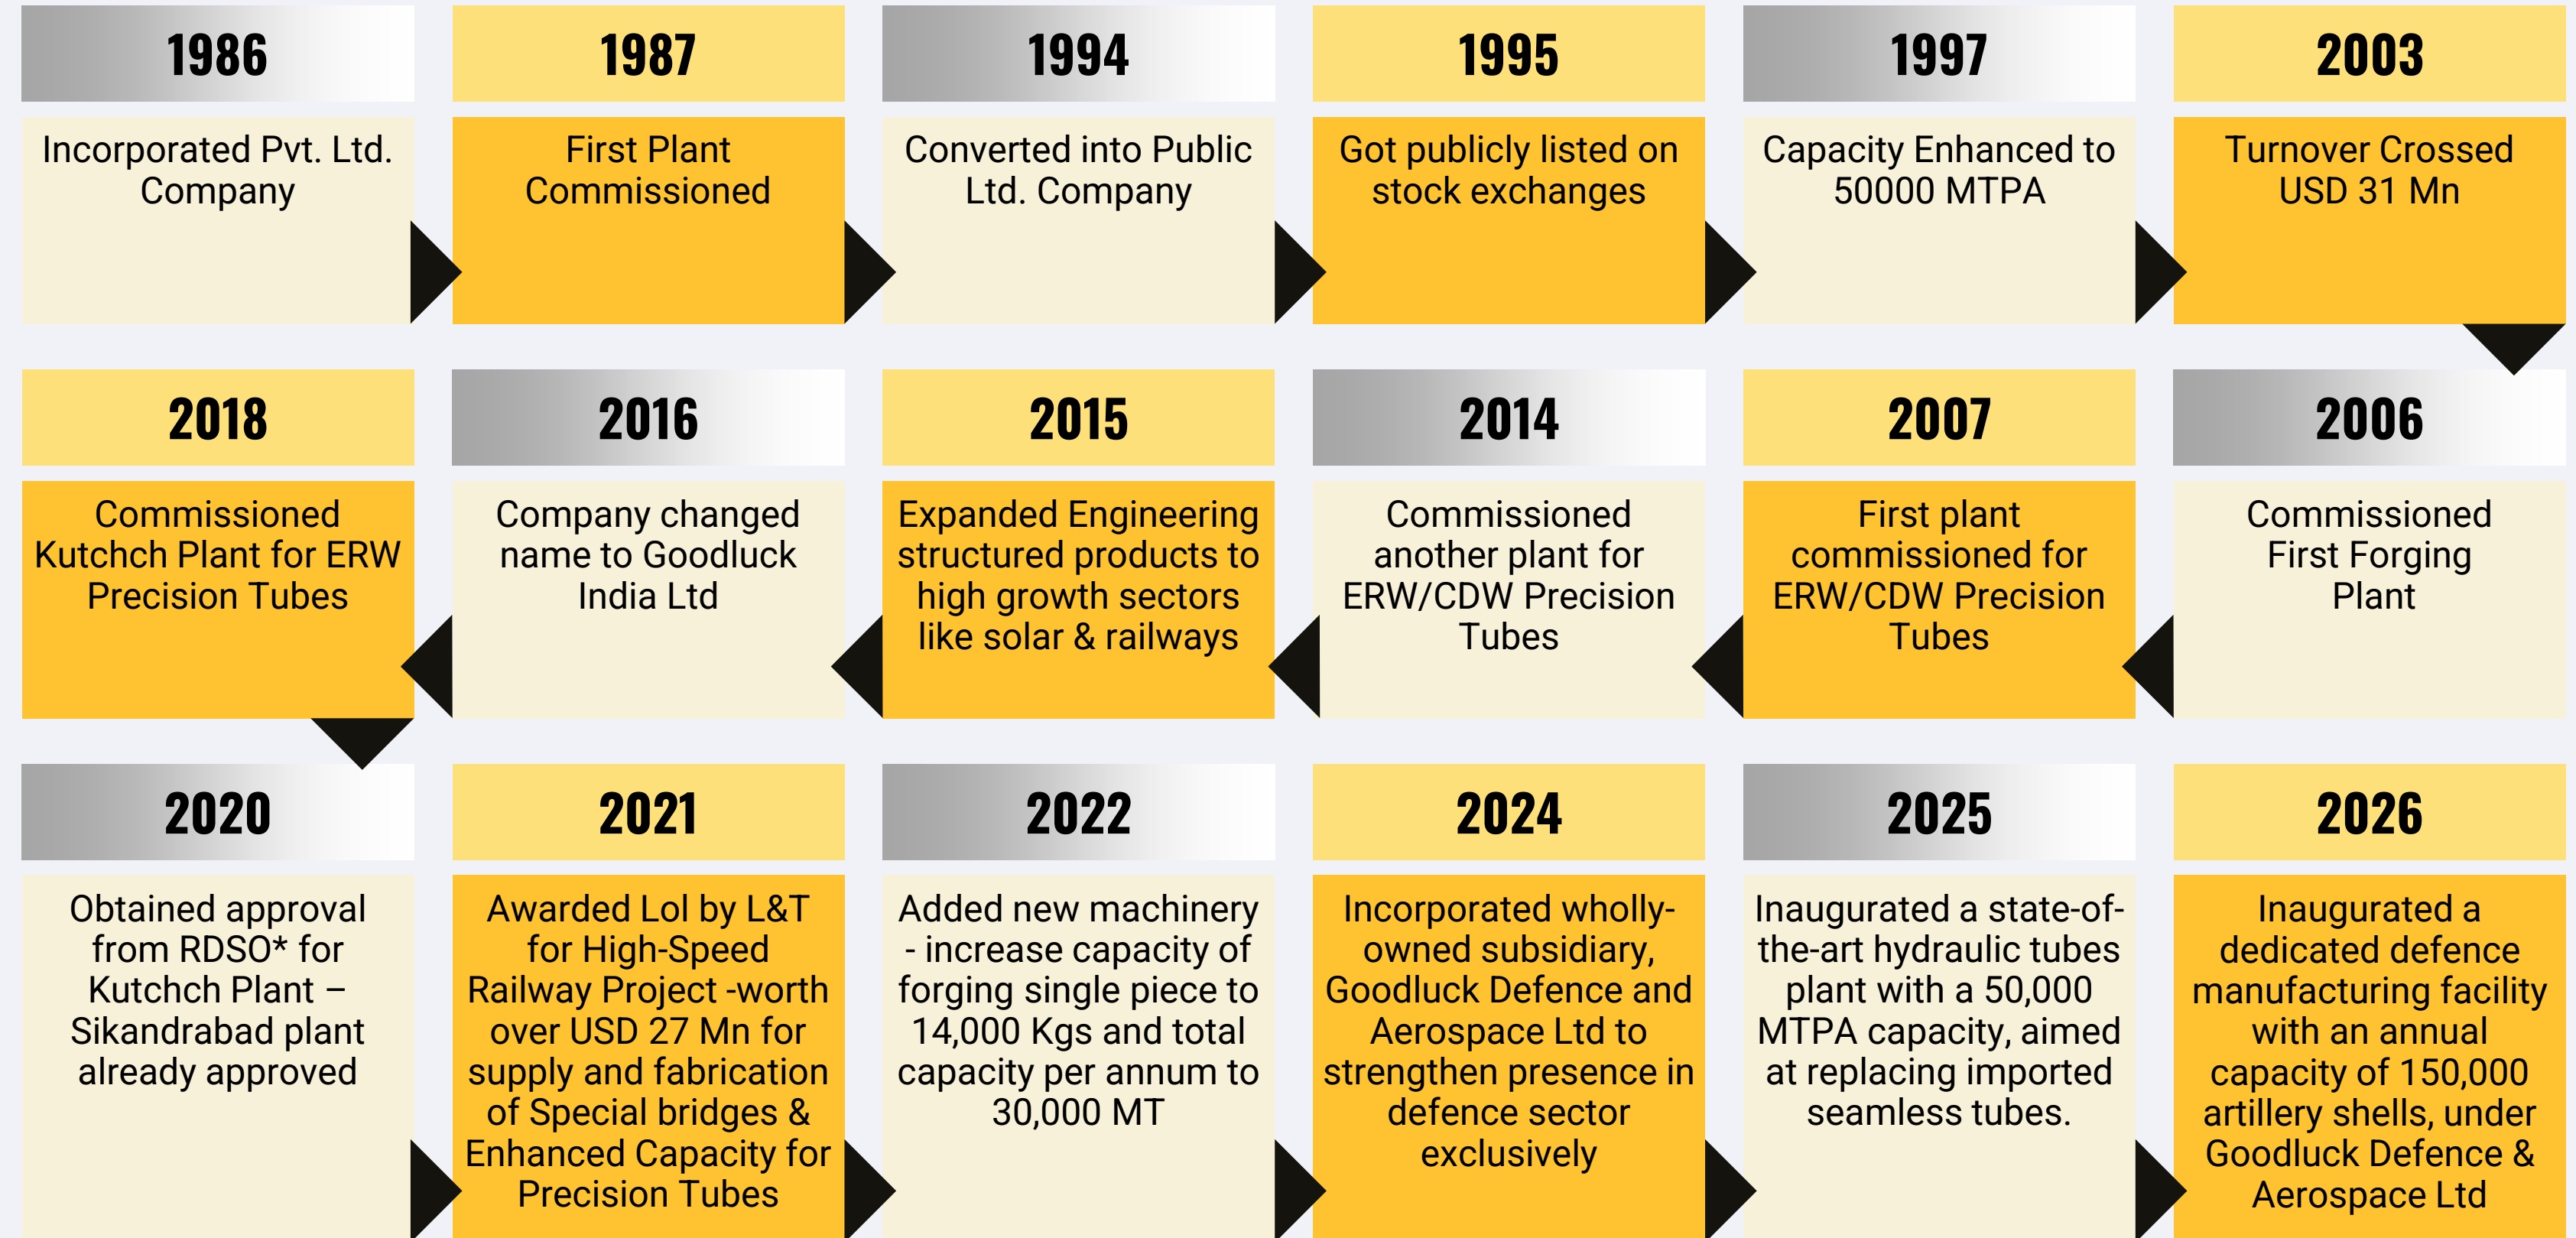 1986
Incorporated Pvt. Ltd.
Company
1987
First Plant
Commissioned
1994
Converted into Public
Ltd. Company
1995
Got publicly listed on
stock exchanges
1997
Capacity Enhanced to
50000 MTPA
2003
Turnover Crossed
USD 31 Mn
2006
Commissioned
First Forging
Plant
2007
First plant
commissioned for
ERW/CDW Precision
Tubes
2014
Commissioned
another plant for
ERW/CDW Precision
Tubes
2015
Expanded Engineering
structured products to
high growth sectors
like solar & railways
2016
Company changed
name to Goodluck
India Ltd
2018
Commissioned
Kutchch Plant for ERW
Precision Tubes
2020
Obtained approval
from RDSO* for
Kutchch Plant –
Sikandrabad plant
already approved
2021
Awarded LoI by L&T
for High-Speed
Railway Project -worth
over USD 27 Mn for
supply and fabrication
of Special bridges &
Enhanced Capacity for
Precision Tubes
2022
Added new machinery
- increase capacity of
forging single piece to
14,000 Kgs and total
capacity per annum to
30,000 MT
2024
Incorporated wholly-
owned subsidiary,
Goodluck Defence and
Aerospace Ltd to
strengthen presence in
defence sector
exclusively
2025
Inaugurated a state-of-
the-art hydraulic tubes
plant with a 50,000
MTPA capacity, aimed
at replacing imported
seamless tubes.
2026
Inaugurated a
dedicated defence
manufacturing facility
with an annual
capacity of 150,000
artillery shells, under
Goodluck Defence &
Aerospace Ltd